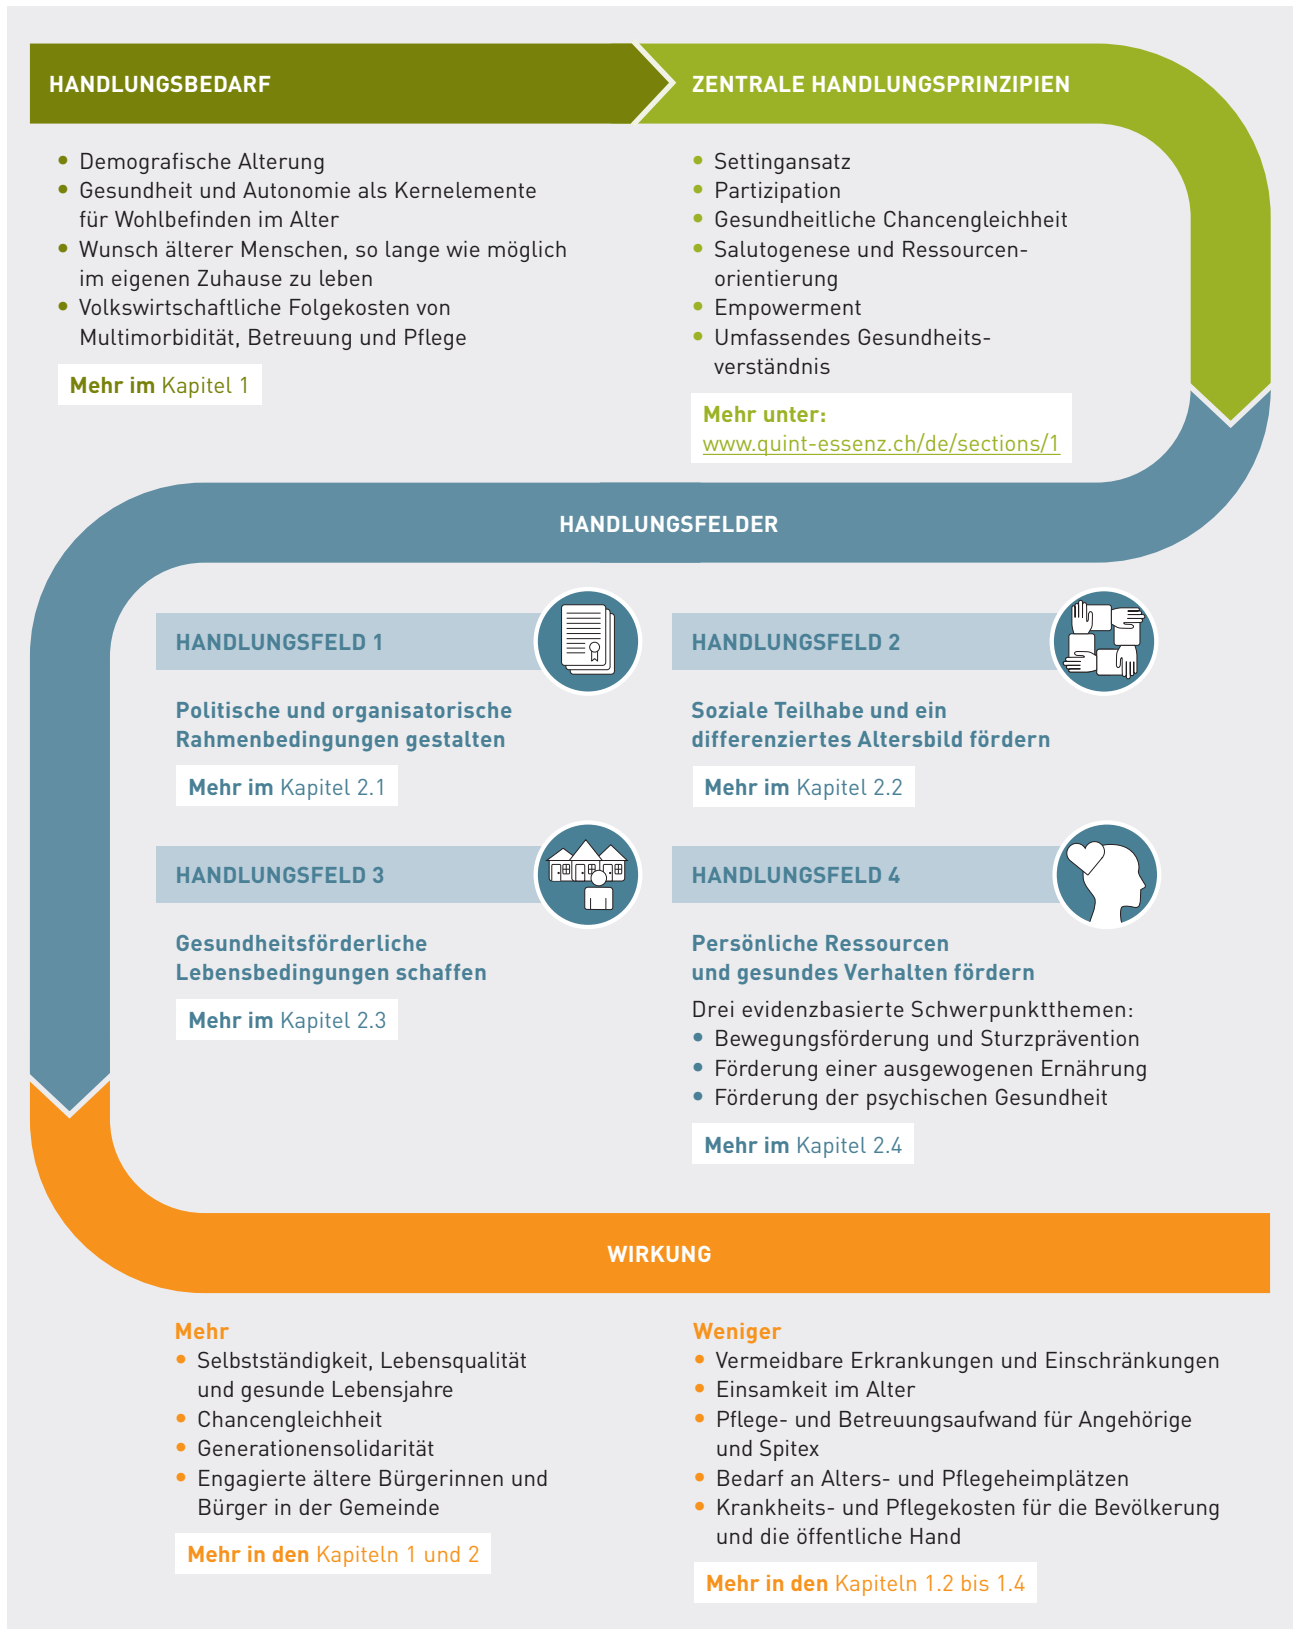 HANDLUNGSBEDARF
• Demografische Alterung
• Gesundheit und Autonomie als Kernelemente
für Wohlbefinden im Alter
• Wunsch älterer Menschen, so lange wie möglich
im eigenen Zuhause zu leben
• Volkswirtschaftliche Folgekosten von
Multimorbidität, Betreuung und Pflege
Mehr im Kapitel 1
ZENTRALE HANDLUNGSPRINZIPIEN
• Settingansatz
• Partizipation
• Gesundheitliche Chancengleichheit
• Salutogenese und Ressourcen-
orientierung
• Empowerment
• Umfassendes Gesundheits-
verständnis
Mehr unter:
www.quint-essenz.ch/de/sections/1
HANDLUNGSFELDER
HANDLUNGSFELD 1
Politische und organisatorische
Rahmenbedingungen gestalten
Mehr im Kapitel 2.1
HANDLUNGSFELD 2
Soziale Teilhabe und ein
differenziertes Altersbild fördern
Mehr im Kapitel 2.2
HANDLUNGSFELD 3
Gesundheitsförderliche
Lebensbedingungen schaffen
Mehr im Kapitel 2.3
HANDLUNGSFELD 4
Persönliche Ressourcen
und gesundes Verhalten fördern
Drei evidenzbasierte Schwerpunktthemen:
• Bewegungsförderung und Sturzprävention
• Förderung einer ausgewogenen Ernährung
• Förderung der psychischen Gesundheit
Mehr im Kapitel 2.4
WIRKUNG
Mehr
• Selbstständigkeit, Lebensqualität
und gesunde Lebensjahre
• Chancengleichheit
• Generationensolidarität
• Engagierte ältere Bürgerinnen und
Bürger in der Gemeinde
Mehr in den Kapiteln 1 und 2
Weniger
• Vermeidbare Erkrankungen und Einschränkungen
• Einsamkeit im Alter
• Pflege- und Betreuungsaufwand für Angehörige
und Spitex
• Bedarf an Alters- und Pflegeheimplätzen
• Krankheits- und Pflegekosten für die Bevölkerung
und die öffentliche Hand
Mehr in den Kapiteln 1.2 bis 1.4